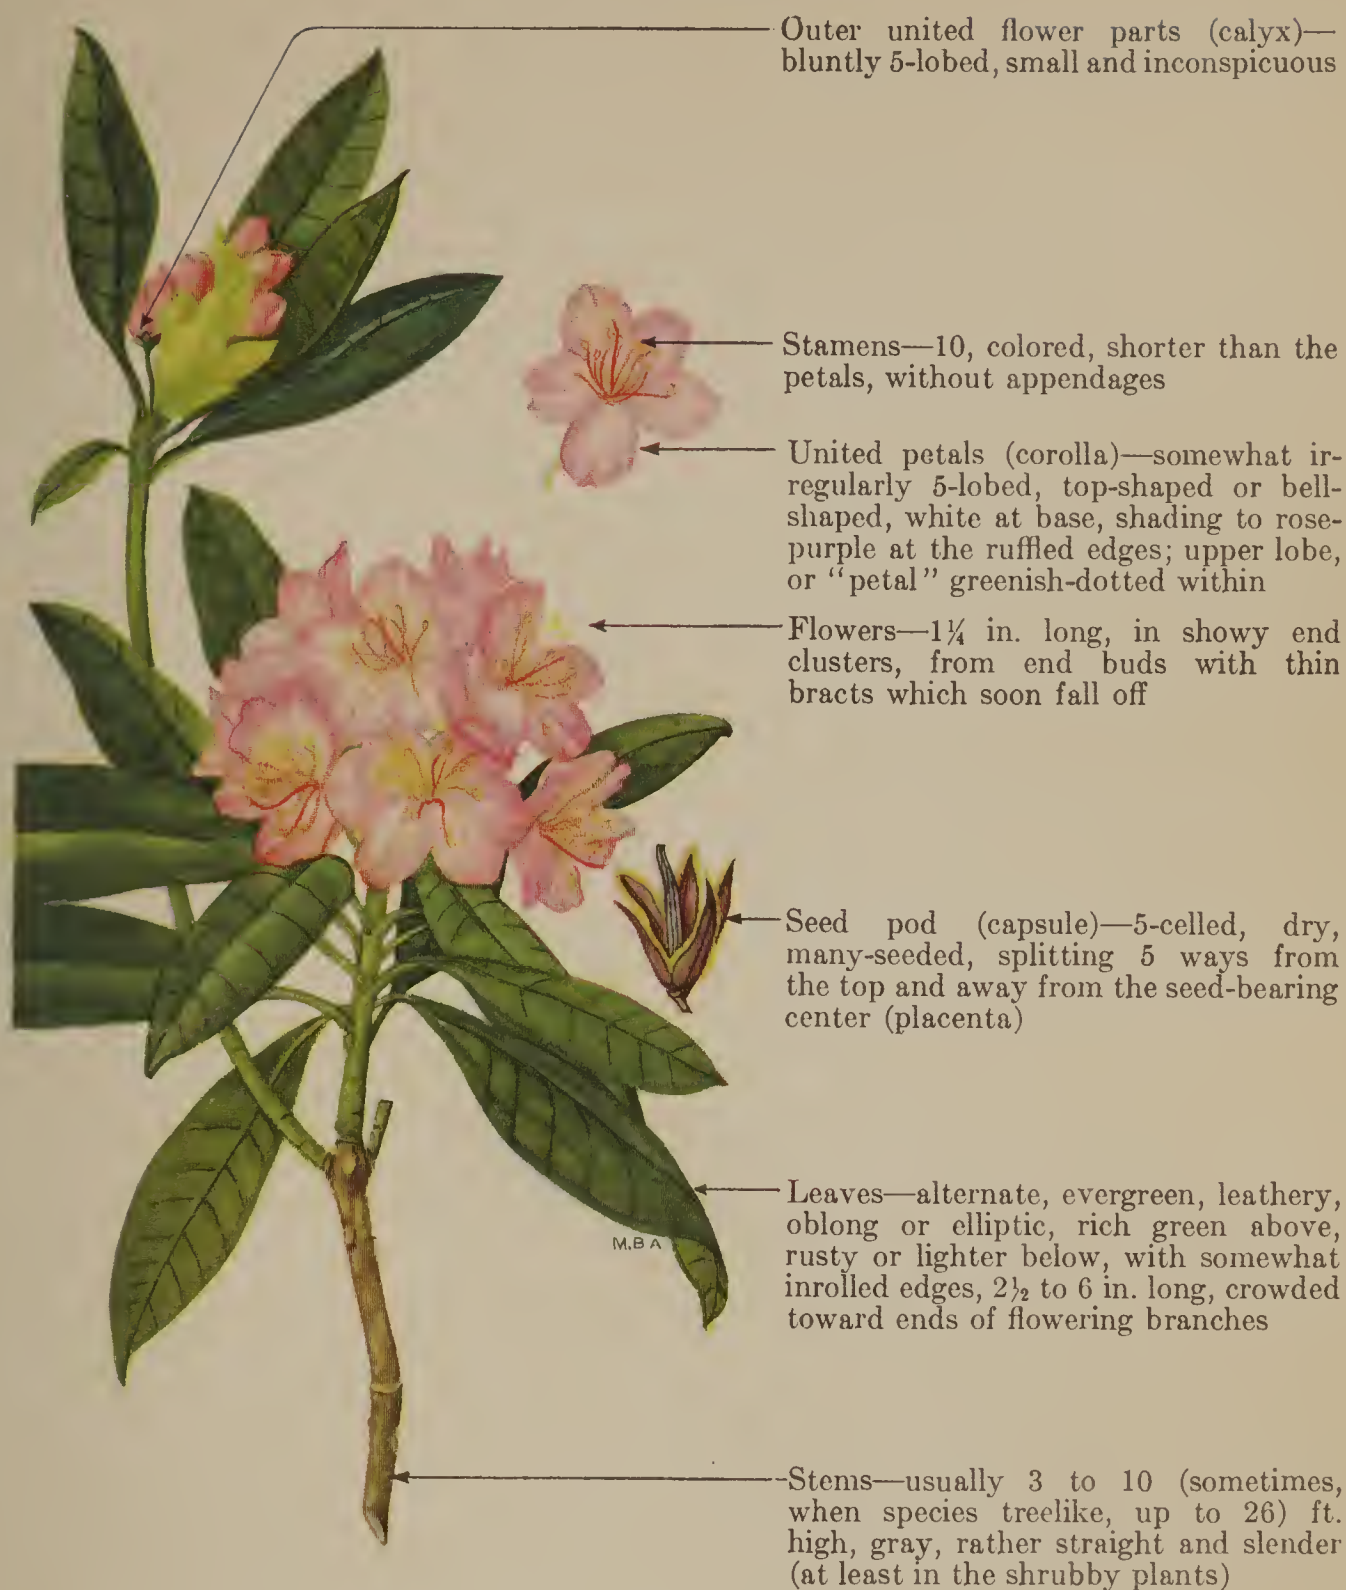 Outer united flower parts (calyx)—
bluntly 5-lobed, small and inconspicuous
Stamens—10, colored, shorter than the
petals, without appendages
United petals (corolla)—somewhat ir-
regularly 5-lobed, top-shaped or bell-
shaped, white at base, shading to rose-
purple at the ruffled edges; upper lobe,
or “petal” greenish-dotted within
Flowers—1¼ in. long, in showy end
clusters, from end buds with thin
bracts which soon fall off
Seed pod (capsule)—5-celled, dry,
many-seeded, splitting 5 ways from
the top and away from the seed-bearing
center (placenta)
Leaves—alternate, evergreen, leathery,
oblong or elliptic, rich green above,
rusty or lighter below, with somewhat
inrolled edges, 2½ to 6 in. long, crowded
toward ends of flowering branches
M.B A
Stems—usually 3 to 10 (sometimes,
when species treelike, up to 26) ft.
high, gray, rather straight and slender
(at least in the shrubby plants)